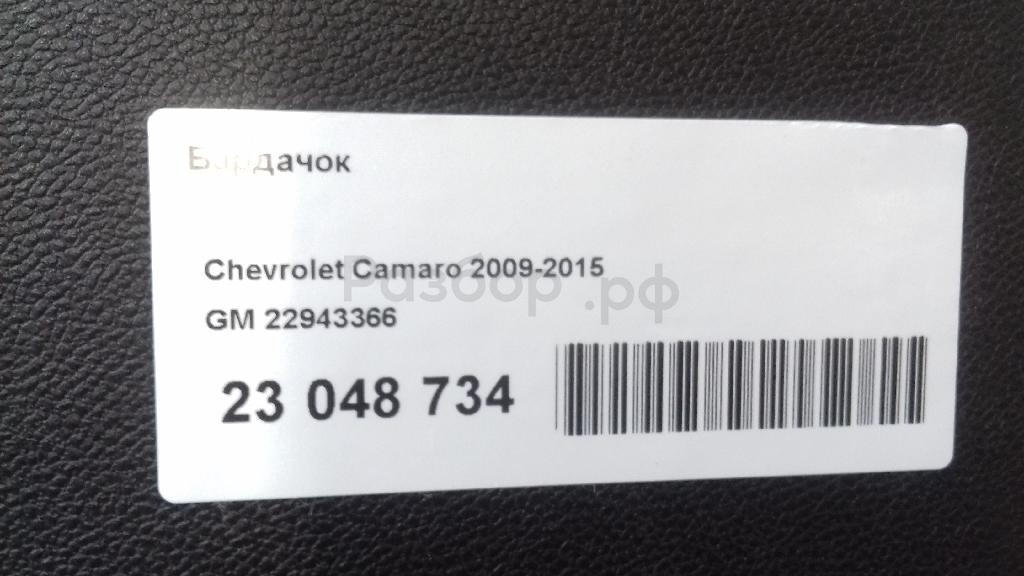 Бардачок
Chevrolet Camaro 2009-2015
Разбор.рф
GM 22943366
23 048 734